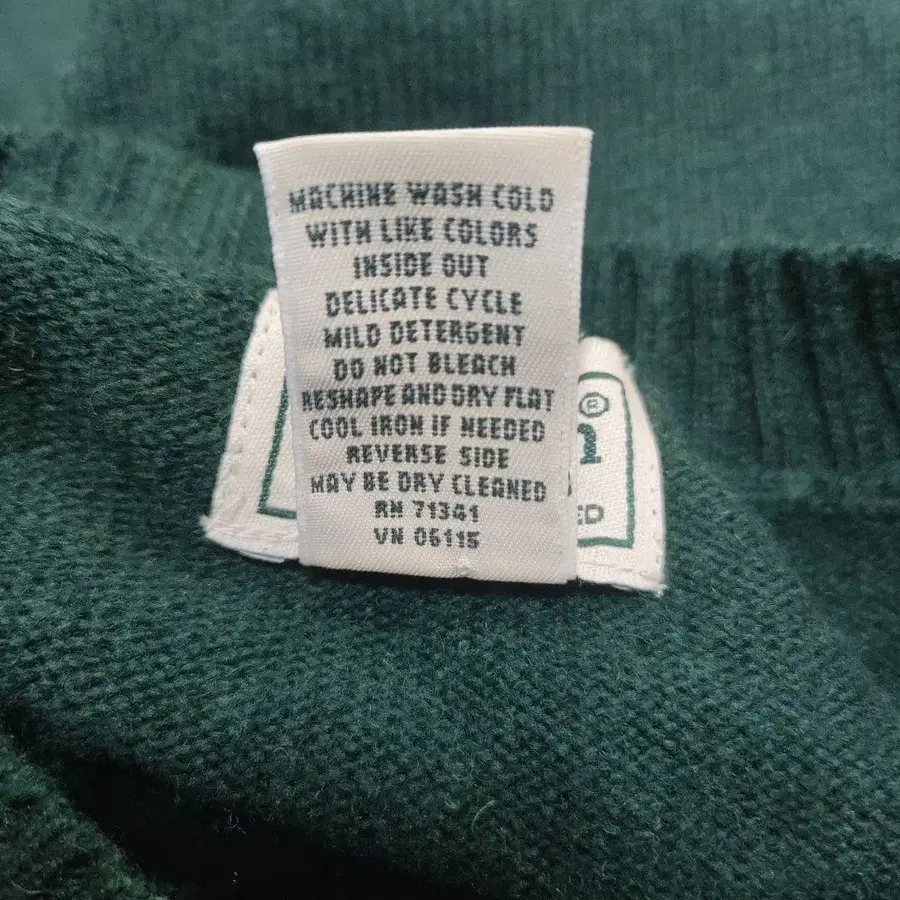 MACHINE WASH COLD
WITH LIKE COLORS
INSIDE OUT
DELICATE CYCLE
MILD DETERGENT
DO NOT BLEACH
RESHAPE AND DRY FLAT
COOL IRON IF NEEDED
REVERSE SIDE
MAY BE DRY CLEANED
RN 71341
VN 06115
®